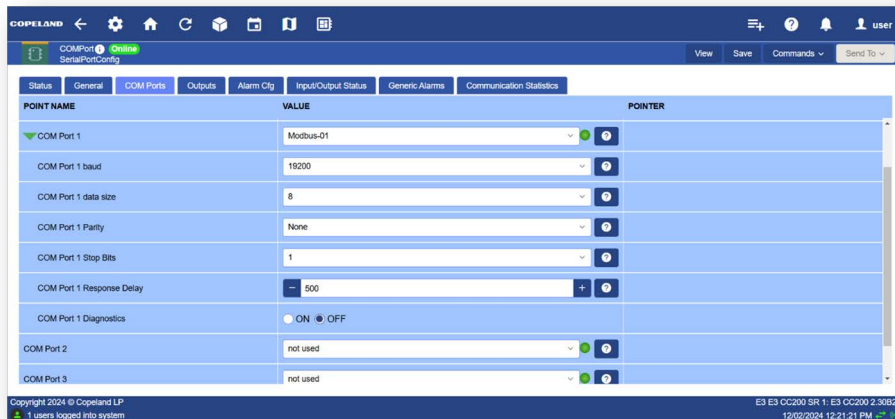 COPELAND
user
COMPort Online
SerialPortConfig
View Save Commands Send To
Status General COM Ports Outputs Alarm Cfg Input/Output Status Generic Alarms Communication Statistics
POINT NAME VALUE POINTER
COM Port 1 Modbus-01
COM Port 1 baud 19200
COM Port 1 data size 8
COM Port 1 Parity None
COM Port 1 Stop Bits 1
COM Port 1 Response Delay 500
COM Port 1 Diagnostics ON OFF
COM Port 2 not used
COM Port 3 not used
Copyright 2024 © Copeland LP E3 E3 CC200 SR 1: E3 CC200 2.30B2
1 users logged into system 12/02/2024 12:21:21 PM